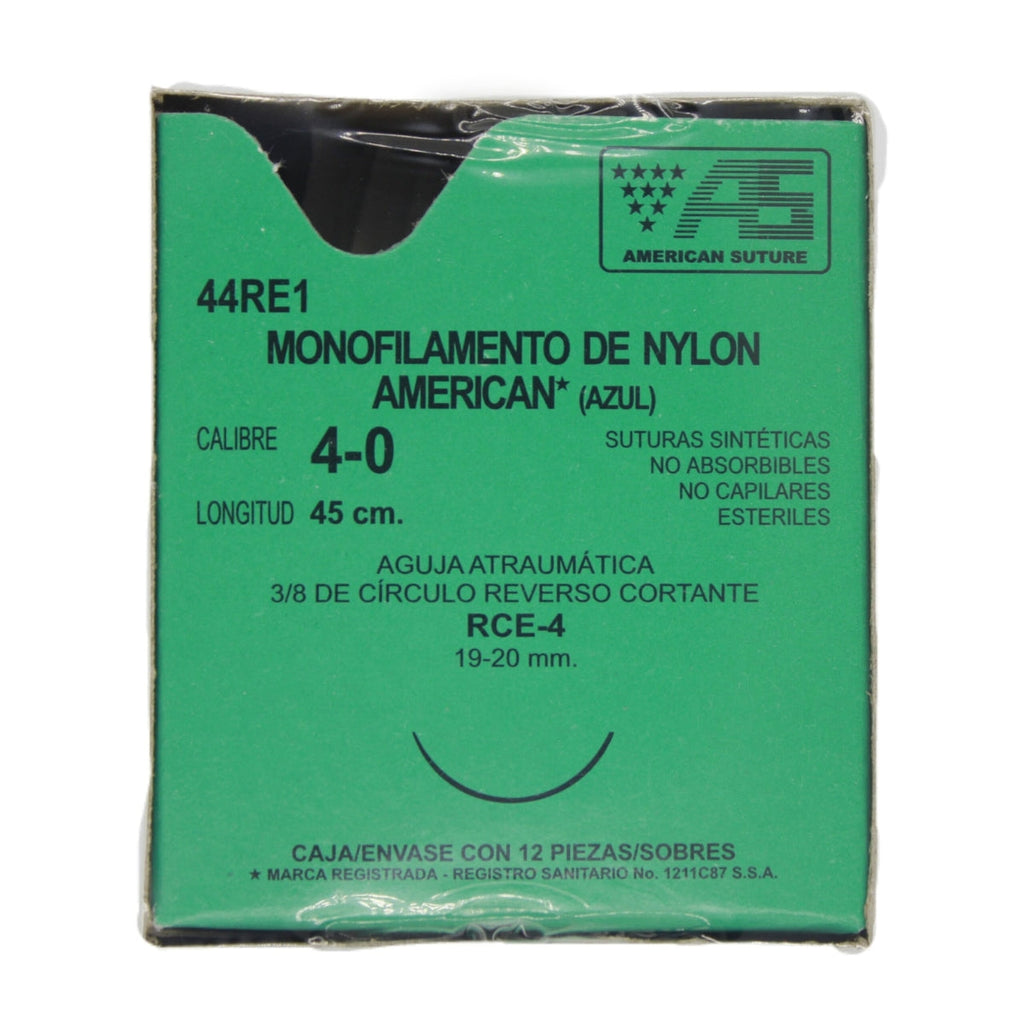 AS
AMERICAN SUTURE
44RE1
MONOFILAMENTO DE NYLON
AMERICAN* (AZUL)
CALIBRE 4-0
LONGITUD 45 cm.
SUTURAS SINTÉTICAS
NO ABSORBIBLES
NO CAPILARES
ESTERILES
AGUJA ATRAUMÁTICA
3/8 DE CÍRCULO REVERSO CORTANTE
RCE-4
19-20 mm.
CAJA/ENVASE CON 12 PIEZAS/SOBRES
★ MARCA REGISTRADA - REGISTRO SANITARIO No. 1211C87 S.S.A.